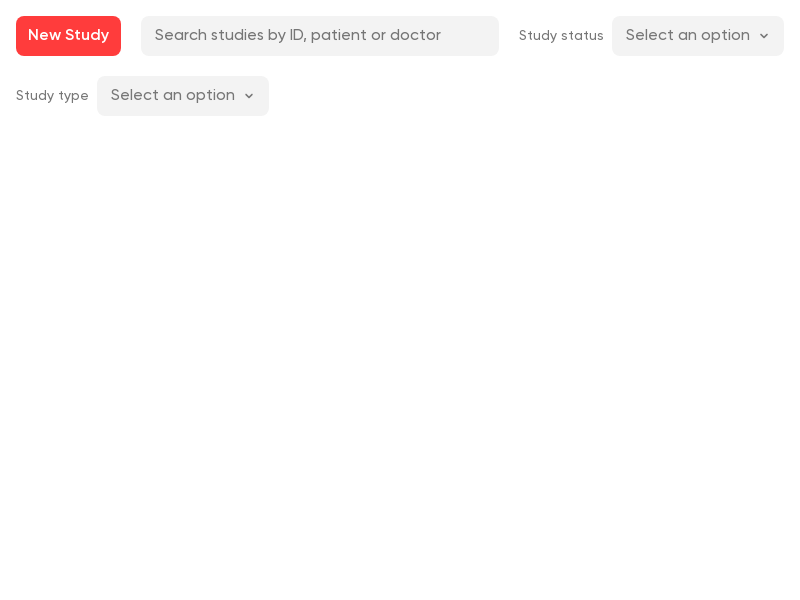 New Study
Search studies by ID, patient or doctor
Study status
Select an option
Study type
Select an option